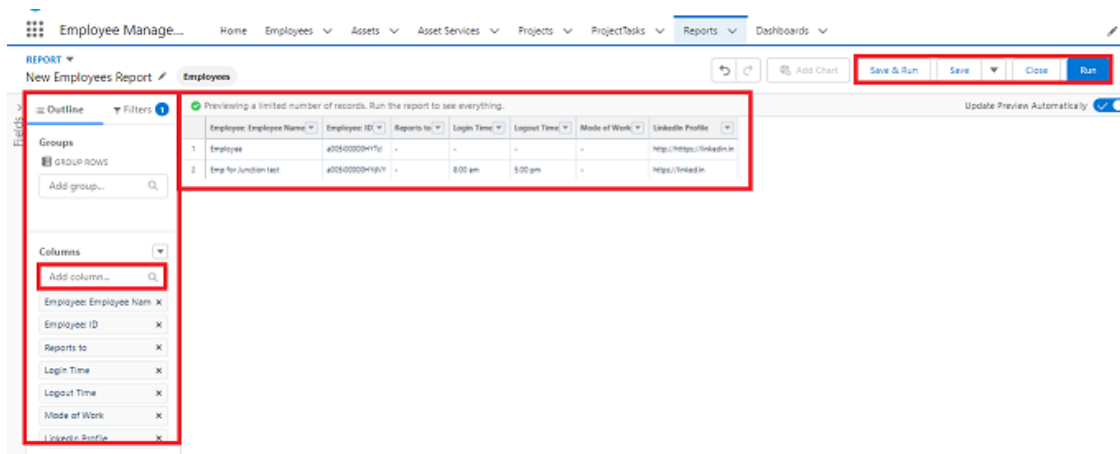 Employee Manage... Home Employees Assets Asset Services Projects ProjectTasks Reports Dashboards
REPORT
New Employees Report Employees Add Chart Save & Run Save Close Run
Fields
Outline Filters 1
Previewing a limited number of records. Run the report to see everything. Update Preview Automatically
Employee: Employee Name Employee: ID Reports to Login Time Logout Time Mode of Work LinkedIn Profile
1 Employee - - - - http://https://linkedin.in
2 Emp for Junction test - 8:00 am 5:00 pm - https://linked.in
Groups
GROUP ROWS
Add group...
Columns
Add column...
Employee: Employee Nam
Employee: ID
Reports to
Login Time
Logout Time
Mode of Work
LinkedIn Profile